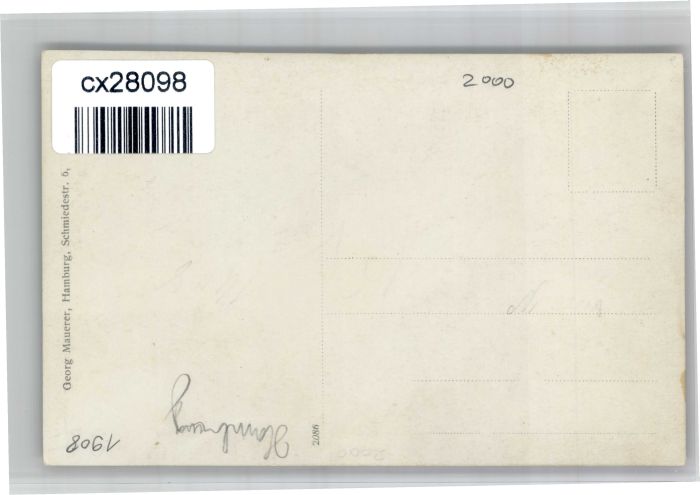 cx28098
2000
Georg Mauerer, Hamburg, Schmiedestr. 6,
2086
Hamburg
1908